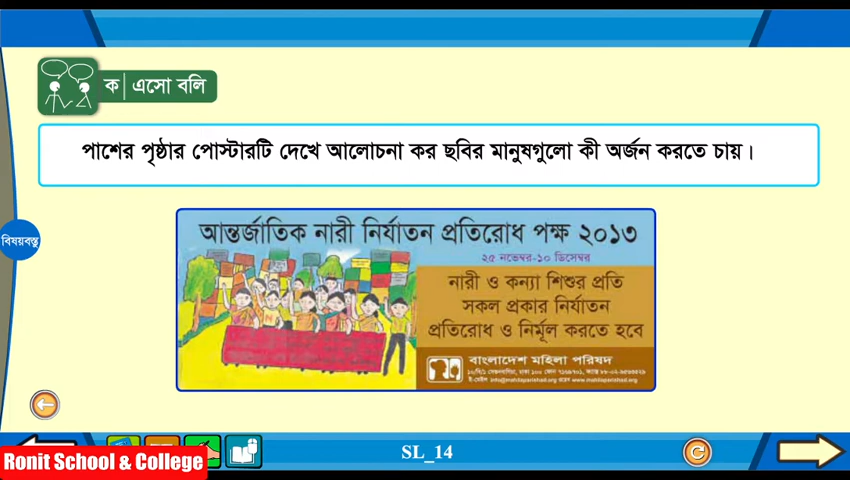 ক এসো বলি
পাশের পৃষ্ঠার পোস্টারটি দেখে আলোচনা কর ছবির মানুষগুলো কী অর্জন করতে চায়।
বিষয়বস্তু
আন্তর্জাতিক নারী নির্যাতন প্রতিরোধ পক্ষ ২০১৩
২৫ নভেম্বর-১০ ডিসেম্বর
নারী ও কন্যা শিশুর প্রতি
সকল প্রকার নির্যাতন
প্রতিরোধ ও নির্মূল করতে হবে
বাংলাদেশ মহিলা পরিষদ
SL_14
Ronit School & College